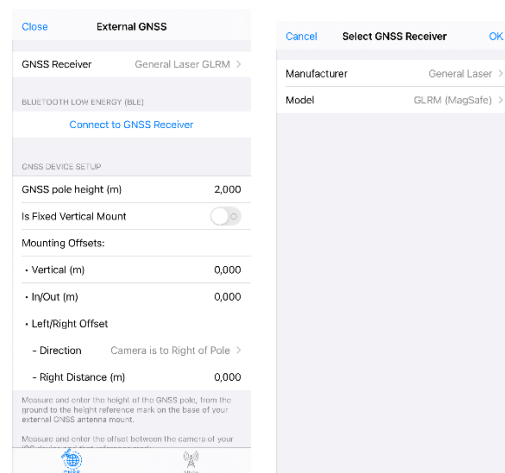 Close External GNSS
GNSS Receiver General Laser GLRM >
BLUETOOTH LOW ENERGY (BLE)
Connect to GNSS Receiver
GNSS DEVICE SETUP
GNSS pole height (m) 2,000
Is Fixed Vertical Mount
Mounting Offsets:
• Vertical (m) 0,000
• In/Out (m) 0,000
• Left/Right Offset
- Direction Camera is to Right of Pole >
- Right Distance (m) 0,000
Measure and enter the height of the GNSS pole, from the
ground to the height reference mark on the base of your
external GNSS antenna mount.
Measure and enter the offset between the camera of your
GNSS
Cancel Select GNSS Receiver OK
Manufacturer General Laser >
Model GLRM (MagSafe) >